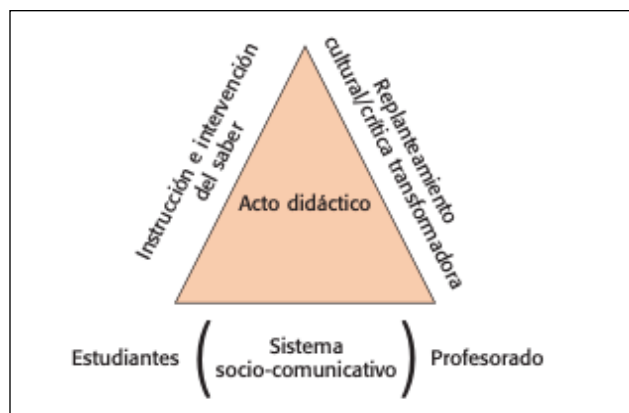 Instrucción e intervención
del saber
Replanteamiento
cultural/crítica transformadora
Acto didáctico
Estudiantes
Sistema
socio-comunicativo
Profesorado